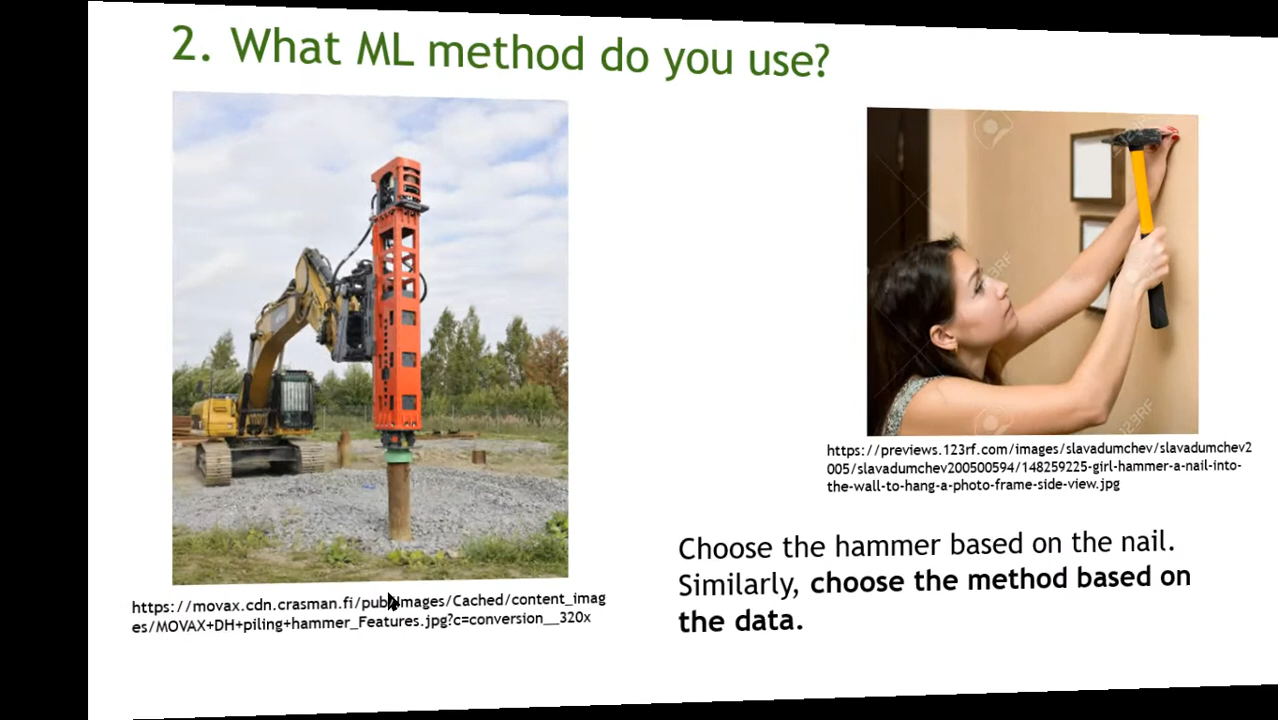 2. What ML method do you use?
123RF
123RF
https://previews.123rf.com/images/slavadumchev/slavadumchev2
005/slavadumchev200500594/148259225-girl-hammer-a-nail-into-
the-wall-to-hang-a-photo-frame-side-view.jpg
Choose the hammer based on the nail.
Similarly, choose the method based on
the data.
https://movax.cdn.crasman.fi/pub/Images/Cached/content_imag
es/MOVAX+DH+piling+hammer_Features.jpg?c=conversion__320x